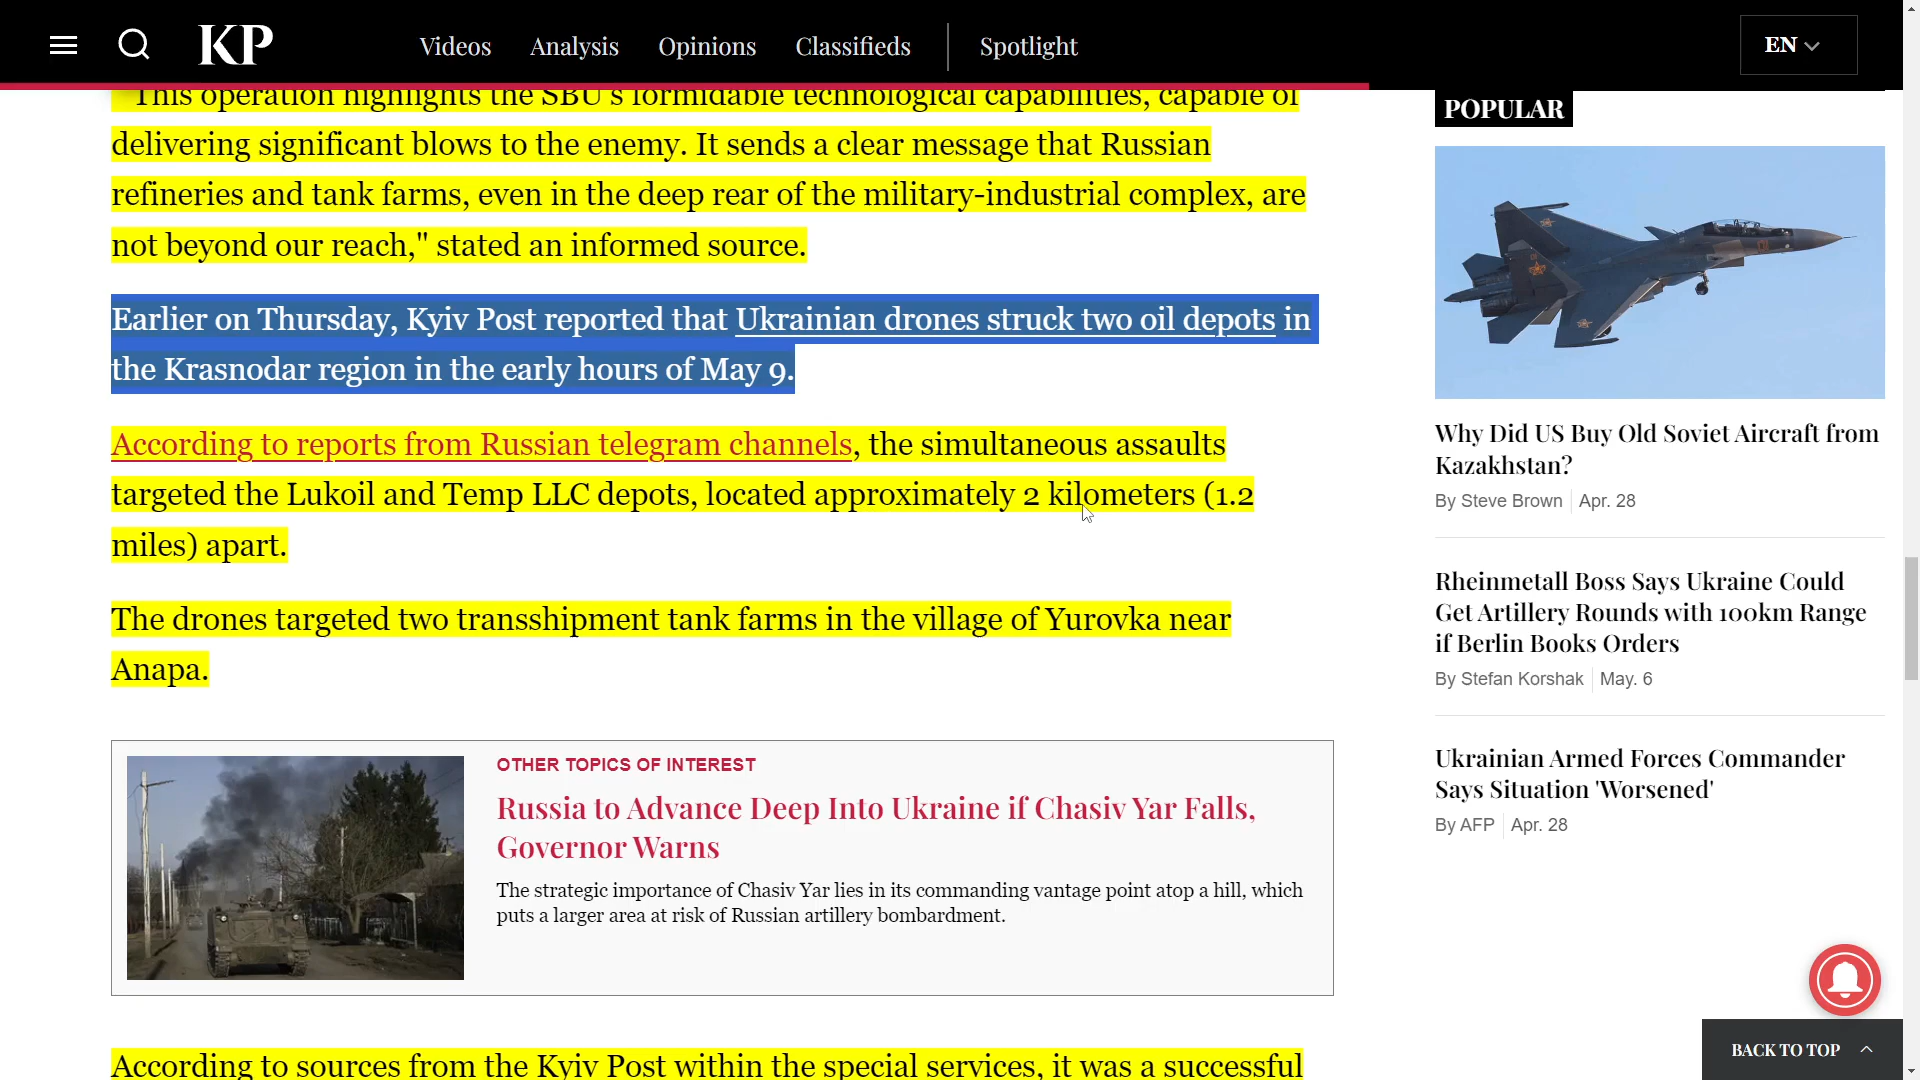 KP
Videos
Analysis
Opinions
Classifieds
Spotlight
EN
"This operation highlights the SBU's formidable technological capabilities, capable of
delivering significant blows to the enemy. It sends a clear message that Russian
refineries and tank farms, even in the deep rear of the military-industrial complex, are
not beyond our reach," stated an informed source.
Earlier on Thursday, Kyiv Post reported that Ukrainian drones struck two oil depots in
the Krasnodar region in the early hours of May 9.
According to reports from Russian telegram channels, the simultaneous assaults
targeted the Lukoil and Temp LLC depots, located approximately 2 kilometers (1.2
miles) apart.
The drones targeted two transshipment tank farms in the village of Yurovka near
Anapa.
OTHER TOPICS OF INTEREST
Russia to Advance Deep Into Ukraine if Chasiv Yar Falls,
Governor Warns
The strategic importance of Chasiv Yar lies in its commanding vantage point atop a hill, which
puts a larger area at risk of Russian artillery bombardment.
According to sources from the Kyiv Post within the special services, it was a successful
POPULAR
Why Did US Buy Old Soviet Aircraft from
Kazakhstan?
By Steve Brown Apr. 28
Rheinmetall Boss Says Ukraine Could
Get Artillery Rounds with 100km Range
if Berlin Books Orders
By Stefan Korshak May. 6
Ukrainian Armed Forces Commander
Says Situation 'Worsened'
By AFP Apr. 28
BACK TO TOP